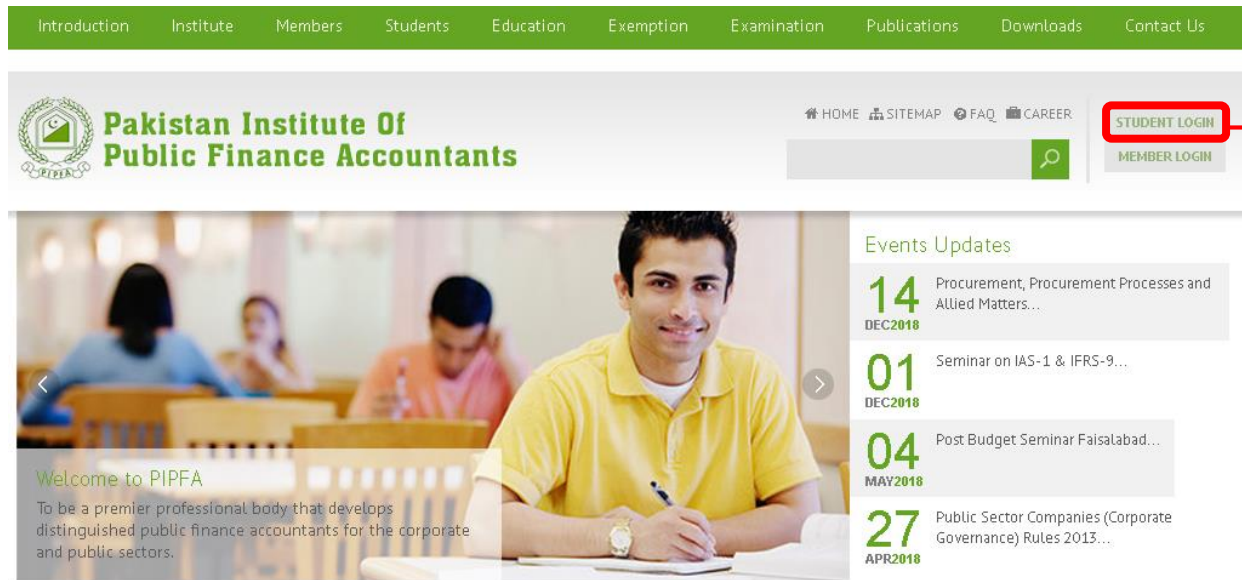 Introduction Institute Members Students Education Exemption Examination Publications Downloads Contact Us
Pakistan Institute Of
Public Finance Accountants
PIPFA
HOME SITEMAP FAQ CAREER
STUDENT LOGIN
MEMBER LOGIN
Welcome to PIPFA
To be a premier professional body that develops
distinguished public finance accountants for the corporate
and public sectors.
Events Updates
14
DEC2018
Procurement, Procurement Processes and
Allied Matters...
01
DEC2018
Seminar on IAS-1 & IFRS-9...
04
MAY2018
Post Budget Seminar Faisalabad...
27
APR2018
Public Sector Companies (Corporate
Governance) Rules 2013...